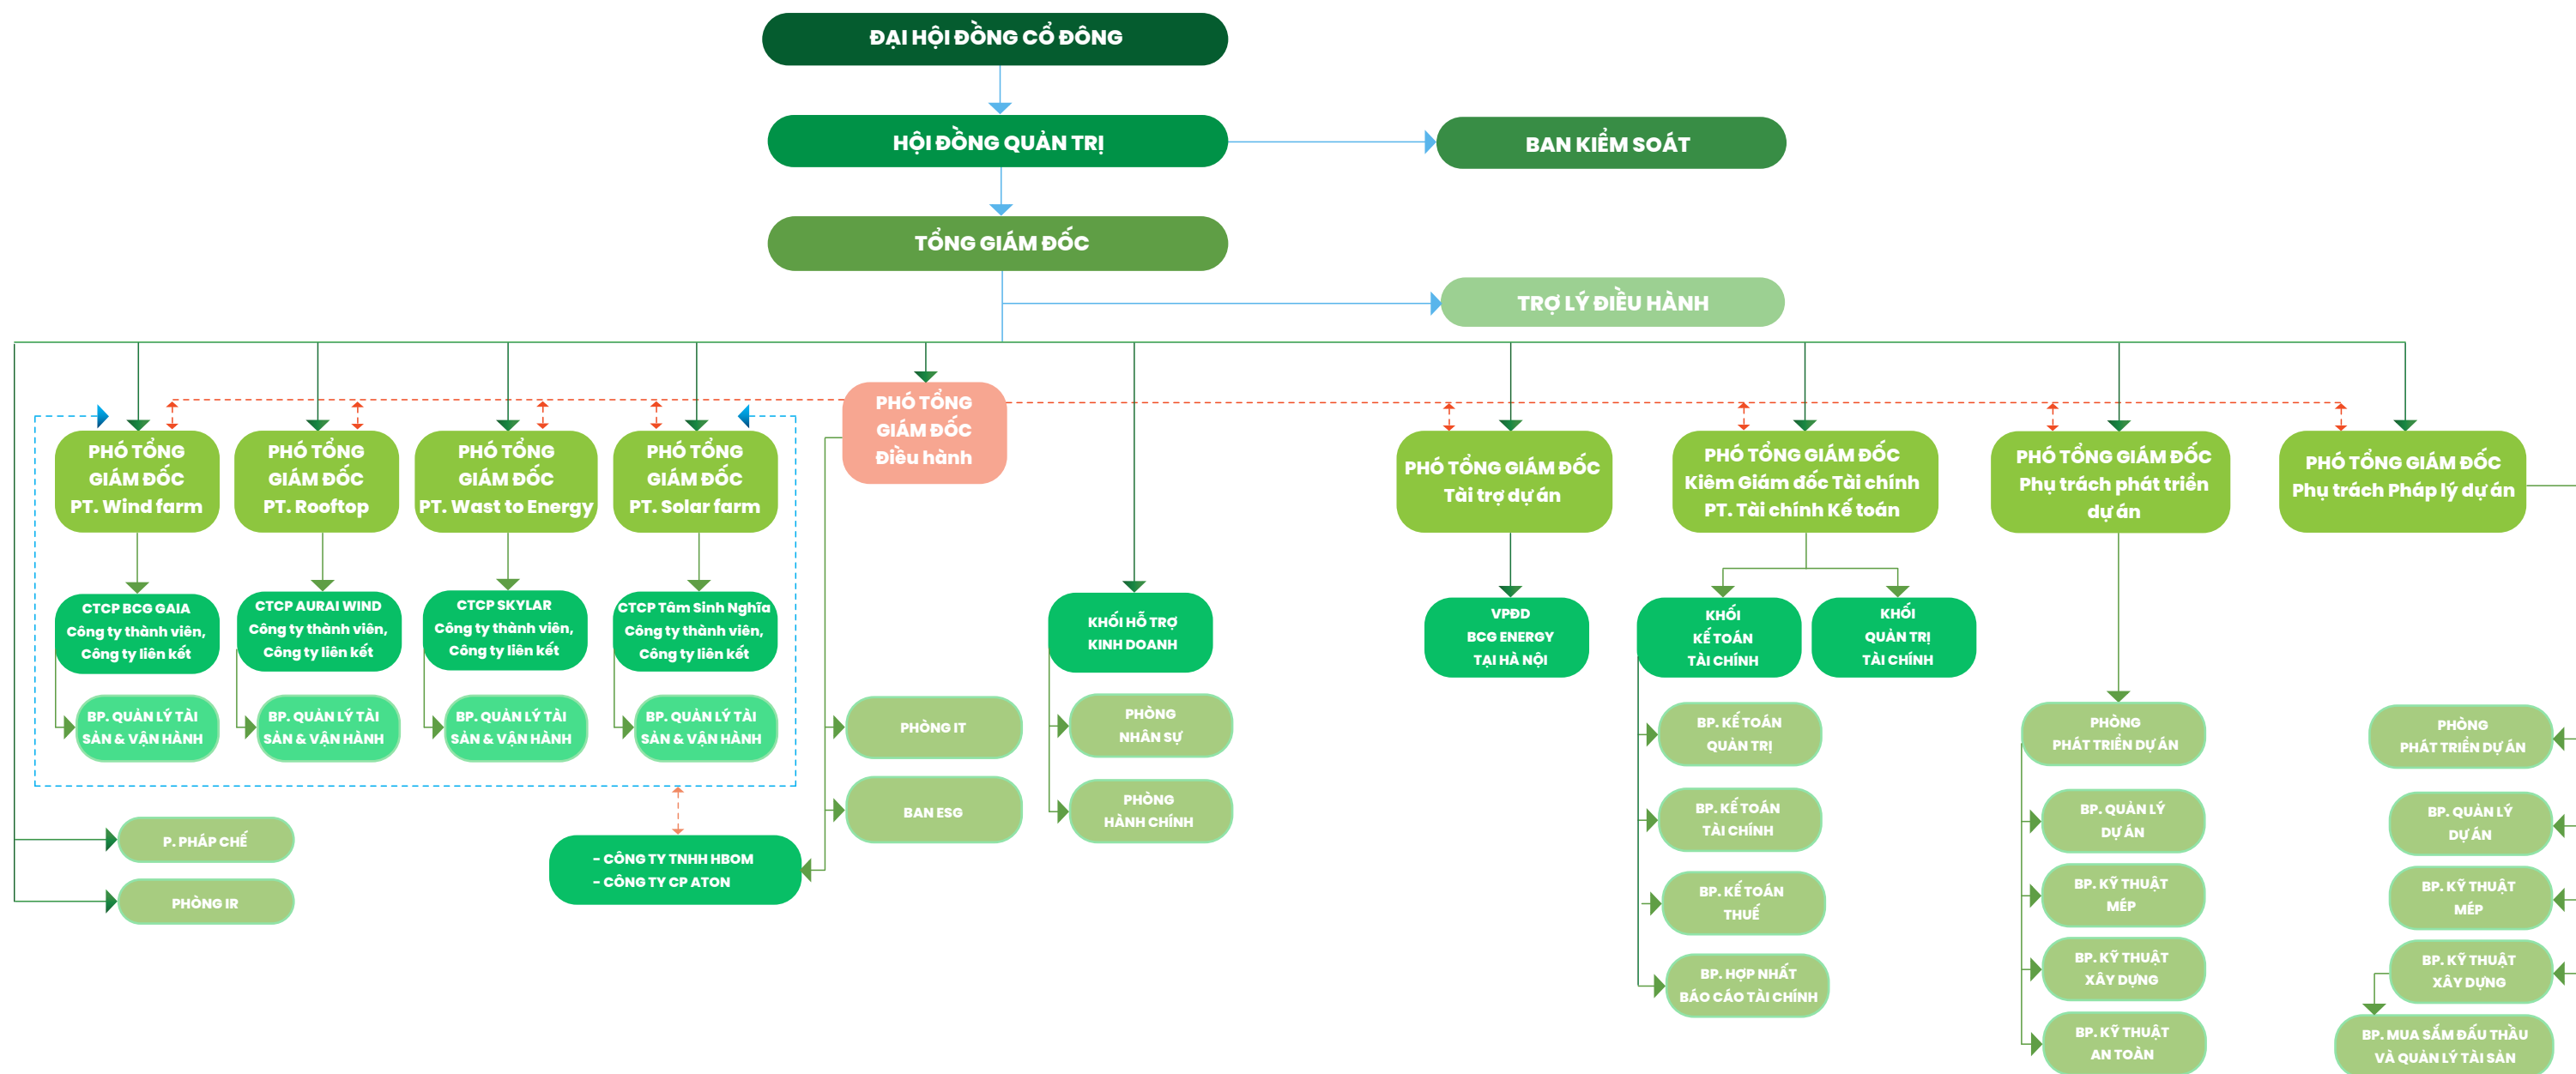 ĐẠI HỘI ĐỒNG CỔ ĐÔNG
HỘI ĐỒNG QUẢN TRỊ
BAN KIỂM SOÁT
TỔNG GIÁM ĐỐC
TRỢ LÝ ĐIỀU HÀNH
PHÓ TỔNG
GIÁM ĐỐC
Điều hành
PHÓ TỔNG
GIÁM ĐỐC
PT. Wind farm
PHÓ TỔNG
GIÁM ĐỐC
PT. Rooftop
PHÓ TỔNG
GIÁM ĐỐC
PT. Wast to Energy
PHÓ TỔNG
GIÁM ĐỐC
PT. Solar farm
PHÓ TỔNG GIÁM ĐỐC
Tài trợ dự án
PHÓ TỔNG GIÁM ĐỐC
Kiêm Giám đốc Tài chính
PT. Tài chính Kế toán
PHÓ TỔNG GIÁM ĐỐC
Phụ trách phát triển
dự án
PHÓ TỔNG GIÁM ĐỐC
Phụ trách Pháp lý dự án
CTCP BCG GAIA
Công ty thành viên,
Công ty liên kết
CTCP AURAI WIND
Công ty thành viên,
Công ty liên kết
CTCP SKYLAR
Công ty thành viên,
Công ty liên kết
CTCP Tâm Sinh Nghĩa
Công ty thành viên,
Công ty liên kết
KHỐI HỖ TRỢ
KINH DOANH
VPĐD
BCG ENERGY
TẠI HÀ NỘI
KHỐI
KẾ TOÁN
TÀI CHÍNH
KHỐI
QUẢN TRỊ
TÀI CHÍNH
BP. QUẢN LÝ TÀI
SẢN & VẬN HÀNH
BP. QUẢN LÝ TÀI
SẢN & VẬN HÀNH
BP. QUẢN LÝ TÀI
SẢN & VẬN HÀNH
BP. QUẢN LÝ TÀI
SẢN & VẬN HÀNH
PHÒNG IT
BAN ESG
PHÒNG
NHÂN SỰ
PHÒNG
HÀNH CHÍNH
P. PHÁP CHẾ
PHÒNG IR
- CÔNG TY TNHH HBOM
- CÔNG TY CP ATON
BP. KẾ TOÁN
QUẢN TRỊ
BP. KẾ TOÁN
TÀI CHÍNH
BP. KẾ TOÁN
THUẾ
BP. HỢP NHẤT
BÁO CÁO TÀI CHÍNH
PHÒNG
PHÁT TRIỂN DỰ ÁN
BP. QUẢN LÝ
DỰ ÁN
BP. KỸ THUẬT
MÉP
BP. KỸ THUẬT
XÂY DỰNG
BP. KỸ THUẬT
AN TOÀN
PHÒNG
PHÁT TRIỂN DỰ ÁN
BP. QUẢN LÝ
DỰ ÁN
BP. KỸ THUẬT
MÉP
BP. KỸ THUẬT
XÂY DỰNG
BP. MUA SẮM ĐẤU THẦU
VÀ QUẢN LÝ TÀI SẢN